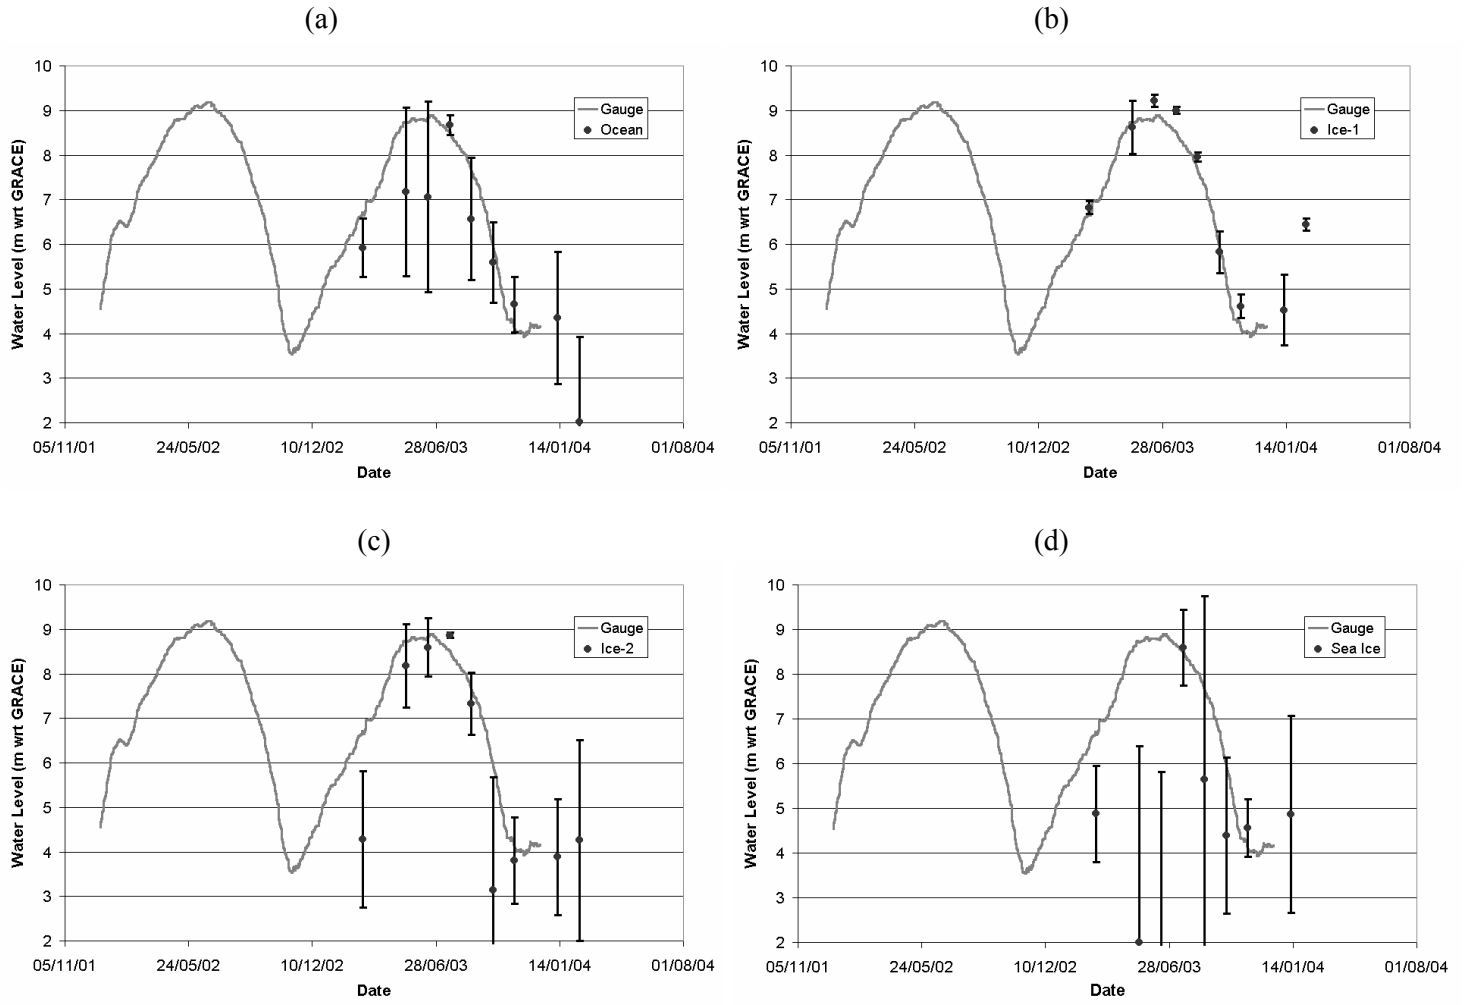 (a)
10
9
8
7
6
5
4
3
2
Water Level (m wrt GRACE)
Gauge
Ocean
05/11/01 24/05/02 10/12/02 28/06/03 14/01/04 01/08/04
Date
(b)
10
9
8
7
6
5
4
3
2
Water Level (m wrt GRACE)
Gauge
Ice-1
05/11/01 24/05/02 10/12/02 28/06/03 14/01/04 01/08/04
Date
(c)
10
9
8
7
6
5
4
3
2
Water Level (m wrt GRACE)
Gauge
Ice-2
05/11/01 24/05/02 10/12/02 28/06/03 14/01/04 01/08/04
Date
(d)
10
9
8
7
6
5
4
3
2
Water Level (m wrt GRACE)
Gauge
Sea Ice
05/11/01 24/05/02 10/12/02 28/06/03 14/01/04 01/08/04
Date